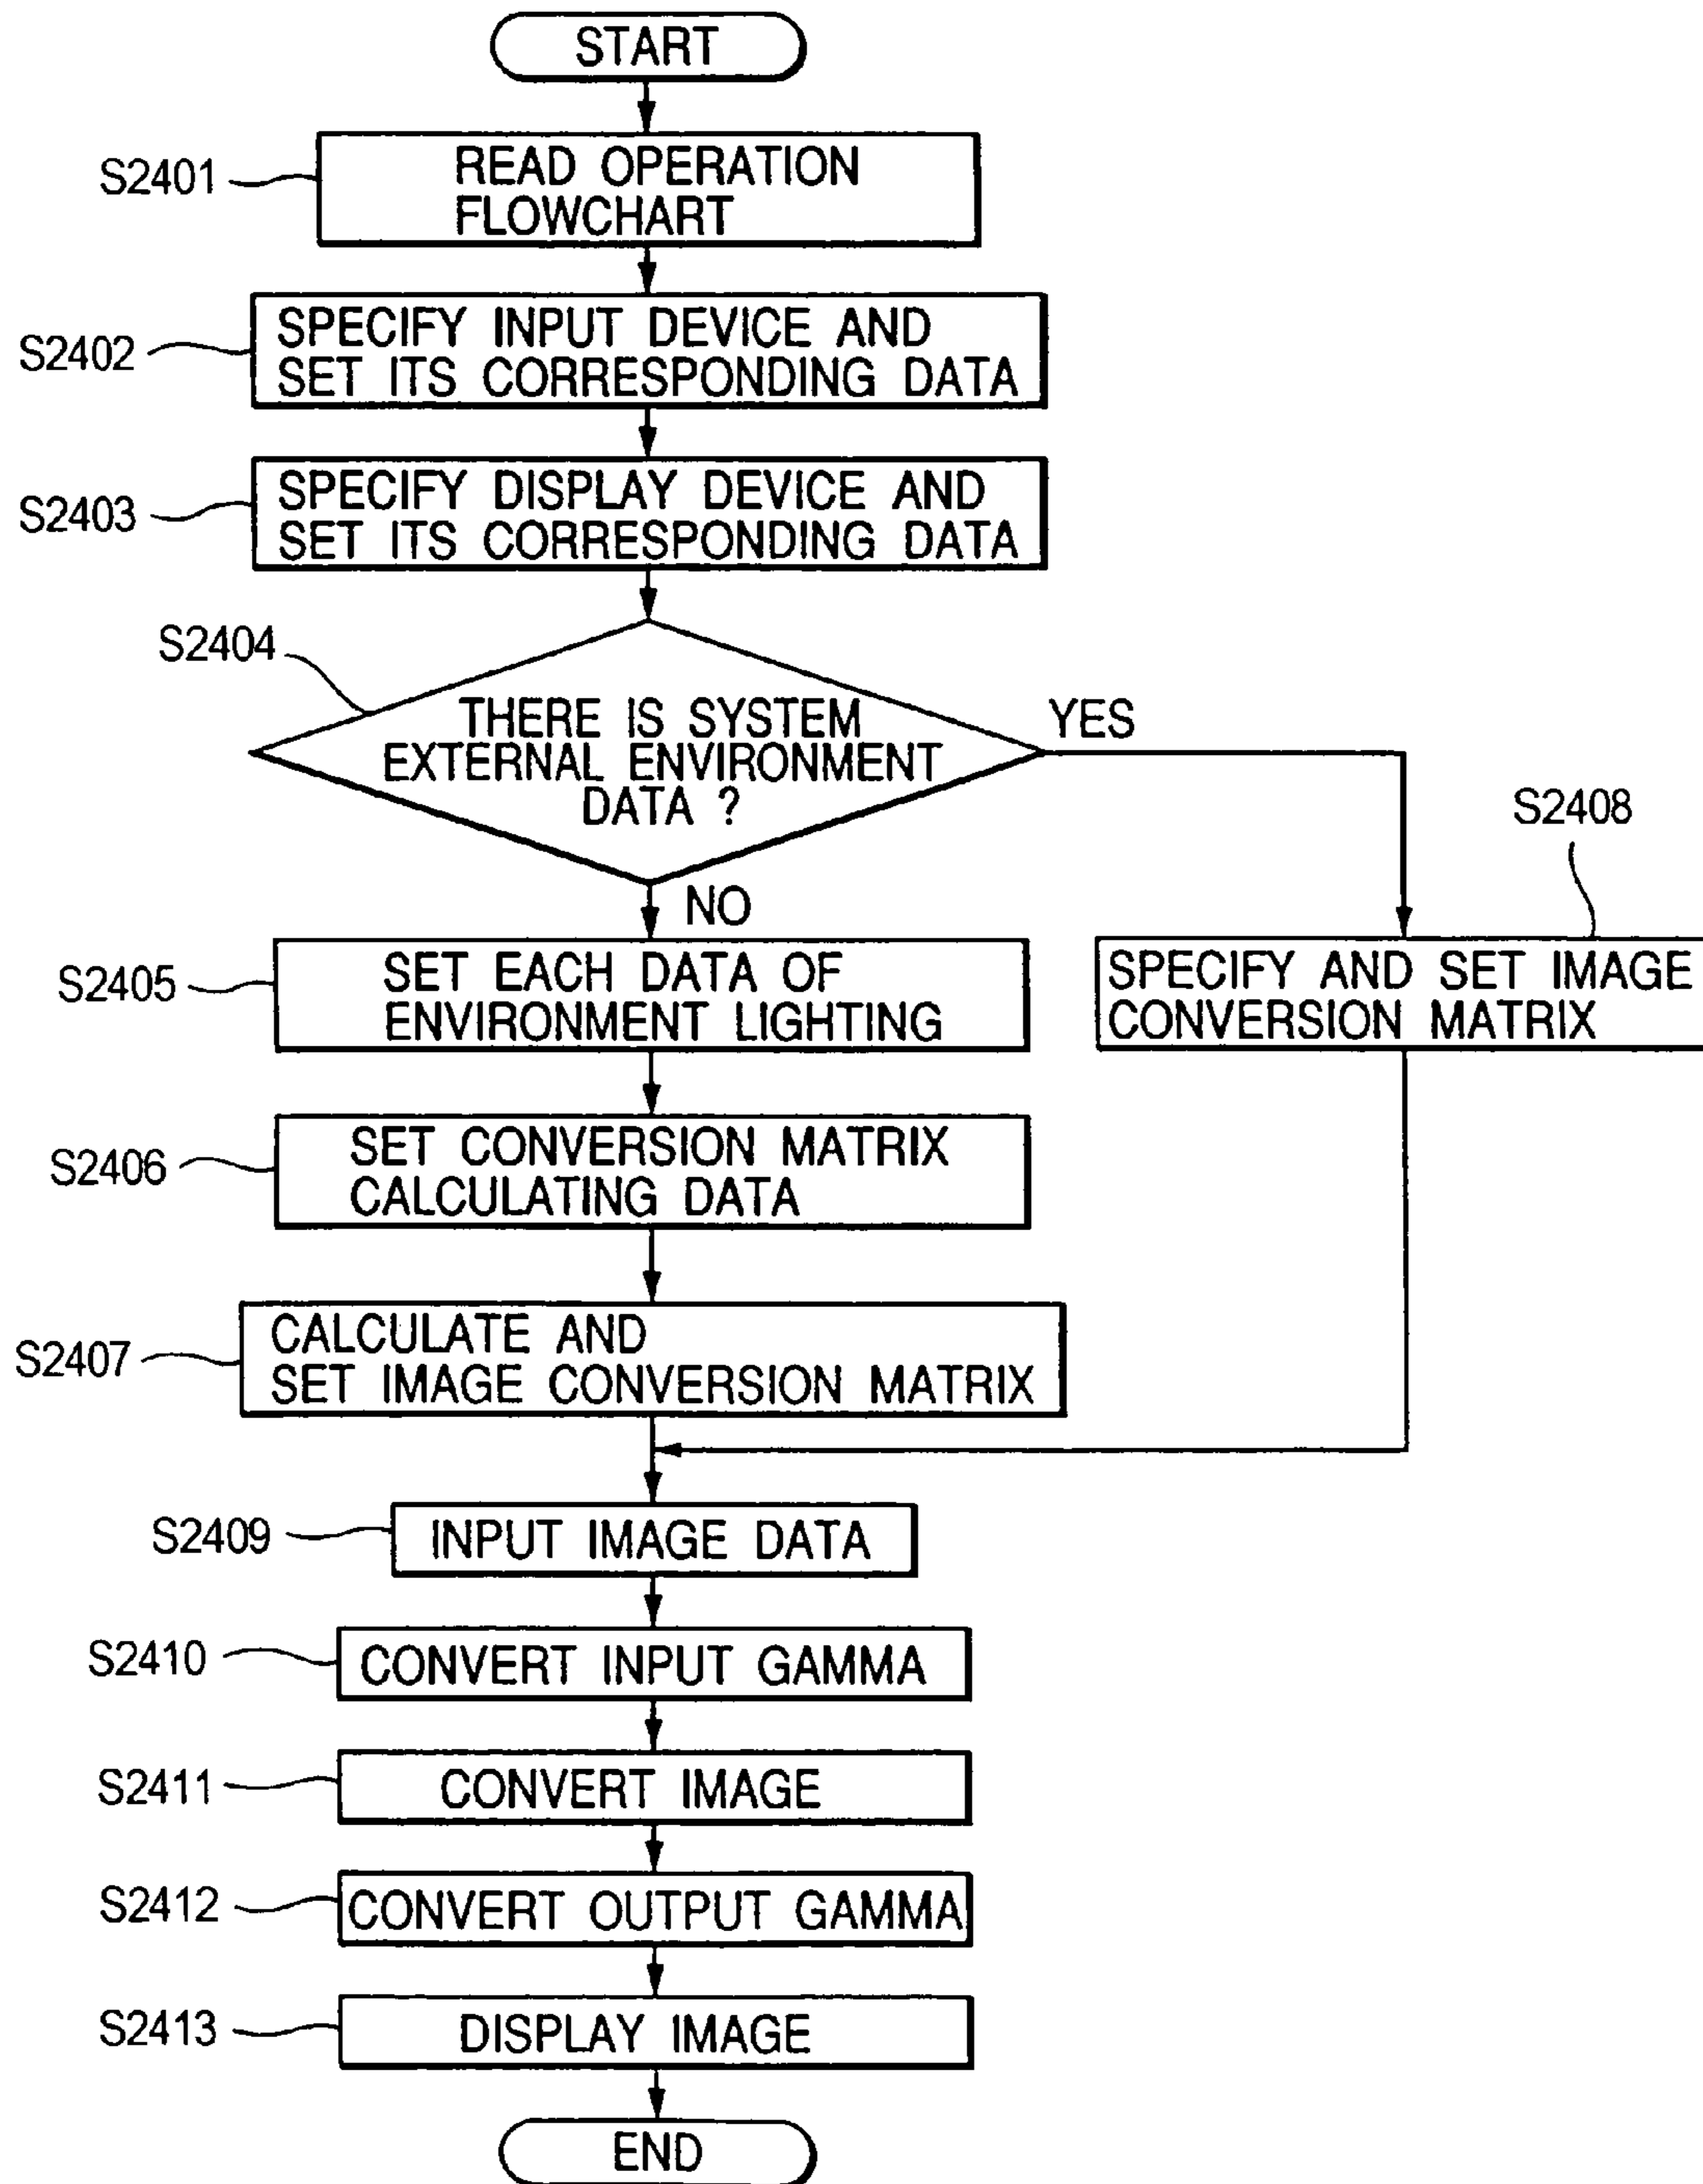 START
S2401
READ OPERATION
FLOWCHART
S2402
SPECIFY INPUT DEVICE AND
SET ITS CORRESPONDING DATA
S2403
SPECIFY DISPLAY DEVICE AND
SET ITS CORRESPONDING DATA
S2404
THERE IS SYSTEM
EXTERNAL ENVIRONMENT
DATA ?
YES
NO
S2405
SET EACH DATA OF
ENVIRONMENT LIGHTING
S2408
SPECIFY AND SET IMAGE
CONVERSION MATRIX
S2406
SET CONVERSION MATRIX
CALCULATING DATA
S2407
CALCULATE AND
SET IMAGE CONVERSION MATRIX
S2409
INPUT IMAGE DATA
S2410
CONVERT INPUT GAMMA
S2411
CONVERT IMAGE
S2412
CONVERT OUTPUT GAMMA
S2413
DISPLAY IMAGE
END